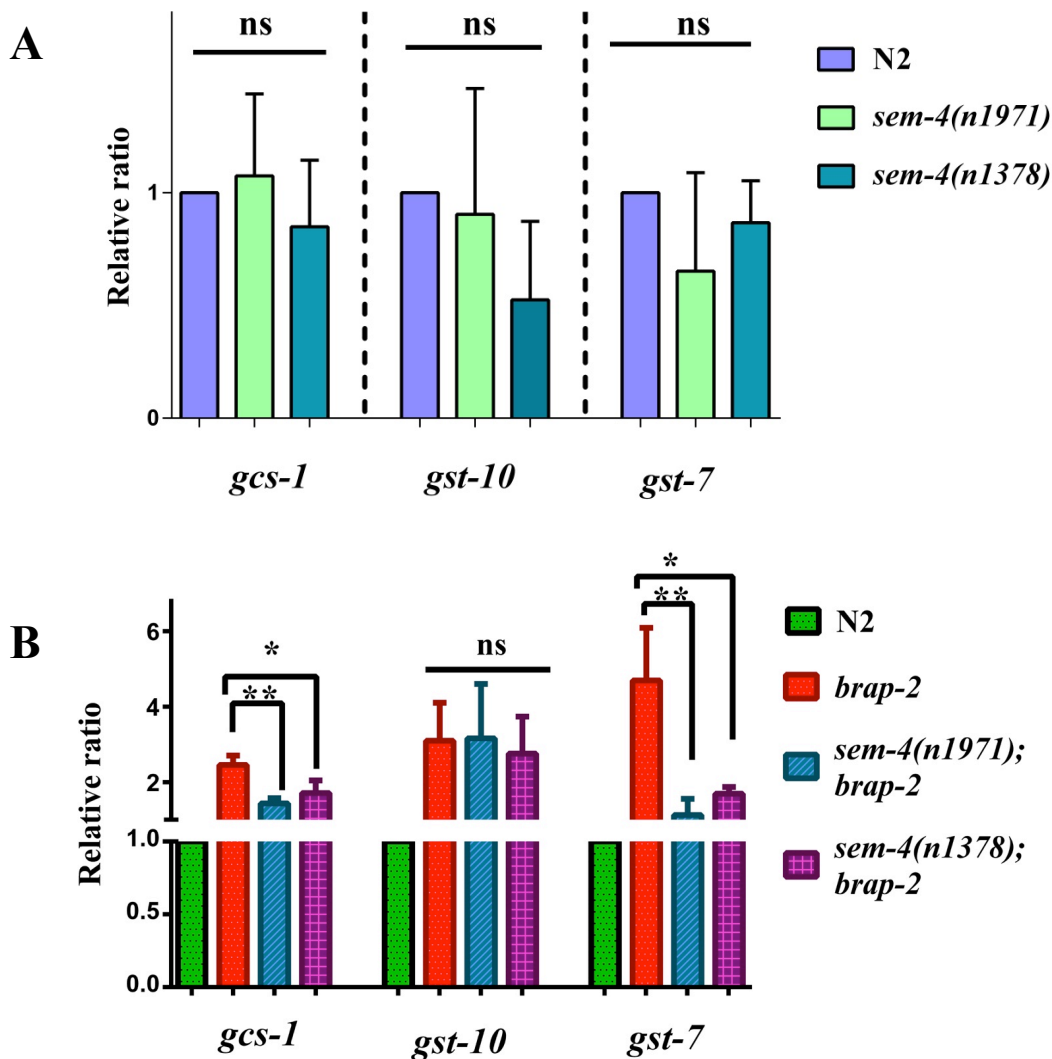 A
ns
ns
ns
N2
sem-4(n1971)
sem-4(n1378)
Relative ratio
1
0
gcs-1
gst-10
gst-7
B
*
**
ns
*
**
N2
brap-2
sem-4(n1971);
brap-2
sem-4(n1378);
brap-2
Relative ratio
6
4
2
1.0
0.5
0.0
gcs-1
gst-10
gst-7